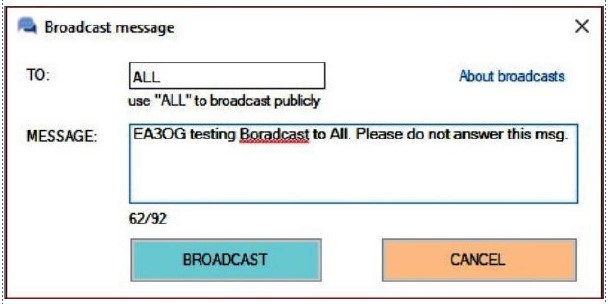 Broadcast message
TO: ALL About broadcasts
use "ALL" to broadcast publicly
MESSAGE: EA3OG testing Boradcast to All. Please do not answer this msg.
62/92
BROADCAST CANCEL